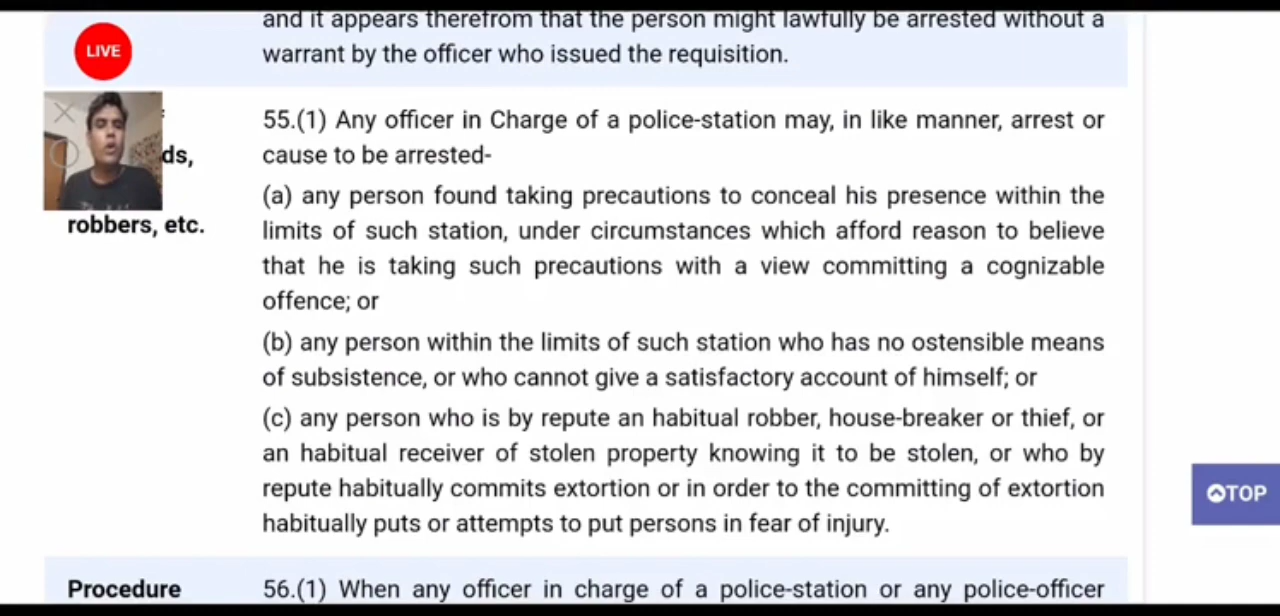 and it appears therefrom that the person might lawfully be arrested without a
warrant by the officer who issued the requisition.
LIVE
55.(1) Any officer in Charge of a police-station may, in like manner, arrest or
cause to be arrested-
ds,
robbers, etc.
(a) any person found taking precautions to conceal his presence within the
limits of such station, under circumstances which afford reason to believe
that he is taking such precautions with a view committing a cognizable
offence; or
(b) any person within the limits of such station who has no ostensible means
of subsistence, or who cannot give a satisfactory account of himself; or
(c) any person who is by repute an habitual robber, house-breaker or thief, or
an habitual receiver of stolen property knowing it to be stolen, or who by
repute habitually commits extortion or in order to the committing of extortion
habitually puts or attempts to put persons in fear of injury.
TOP
Procedure
56.(1) When any officer in charge of a police-station or any police-officer